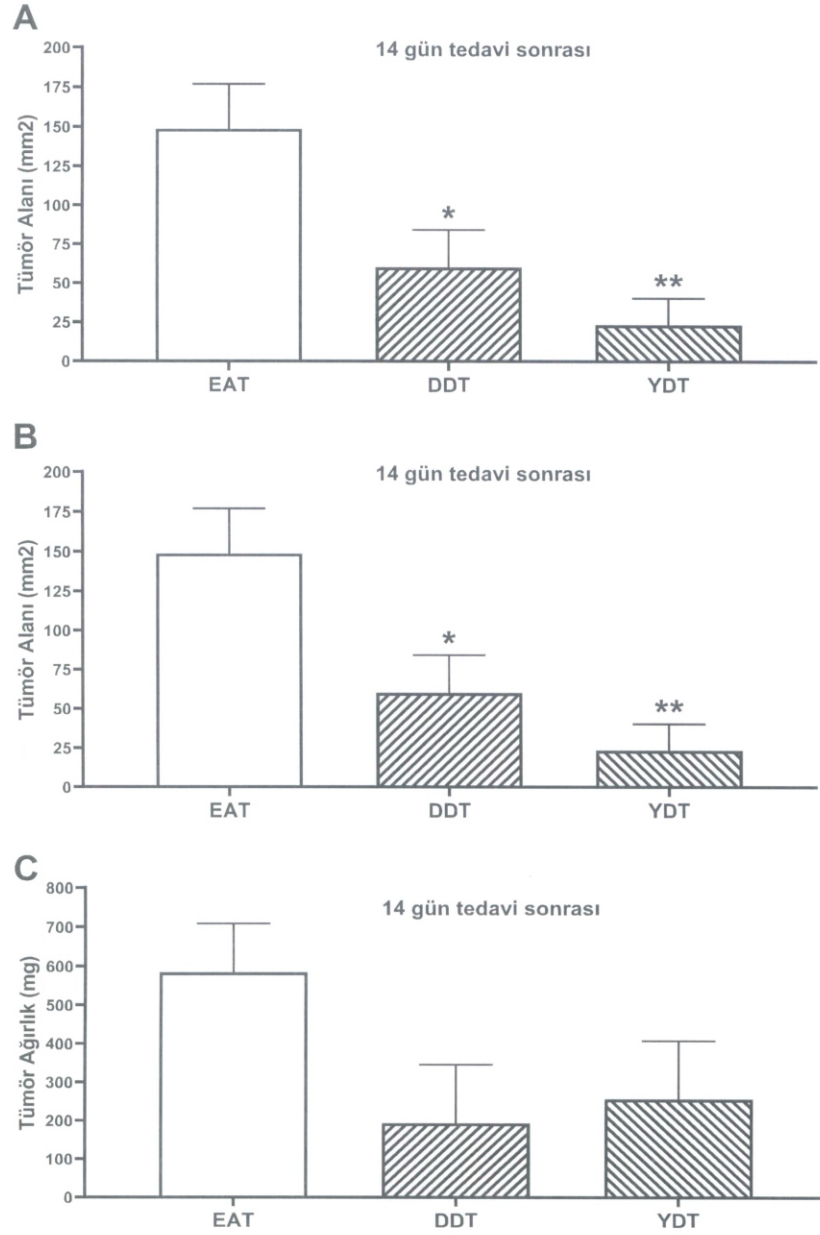 A
14 gün tedavi sonrası
Tümör Alanı (mm2)
200
175
150
125
100
75
50
25
0
*
**
EAT DDT YDT
B
14 gün tedavi sonrası
Tümör Alanı (mm2)
200
175
150
125
100
75
50
25
0
*
**
EAT DDT YDT
C
14 gün tedavi sonrası
Tümör Ağırlık (mg)
800
700
600
500
400
300
200
100
0
EAT DDT YDT